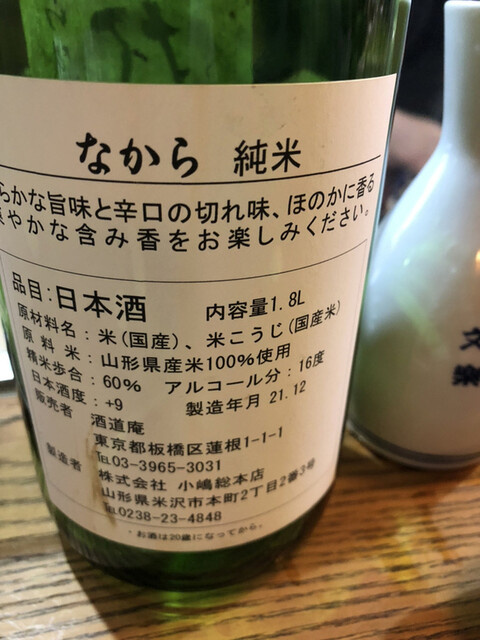 なから 純米
らかな旨味と辛口の切れ味、ほのかに香る
やかな含み香をお楽しみください。
品目:日本酒 内容量1.8L
原材料名:米(国産)、米こうじ(国産米)
原料米:山形県産米100%使用
精米歩合:60% アルコール分:16度
日本酒度:+9 製造年月 21.12
販売者 酒道庵
東京都板橋区蓮根1-1-1
℡03-3965-3031
製造者 株式会社 小嶋総本店
山形県米沢市本町2丁目2番3号
℡0238-23-4848
・お酒は20歳になってから。
文
楽